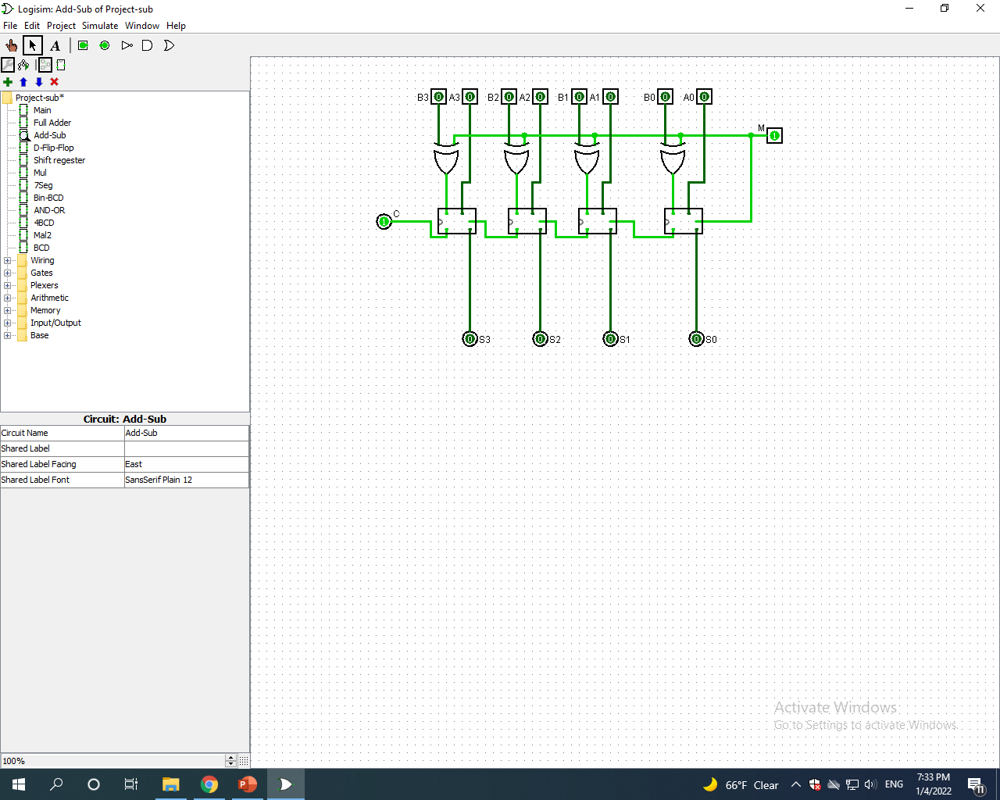 Logisim: Add-Sub of Project-sub
File Edit Project Simulate Window Help
A
Project-sub*
Main
Full Adder
Add-Sub
D-Flip-Flop
Shift regester
Mul
7Seg
Bin-BCD
AND-OR
4BCD
Mal2
BCD
Wiring
Gates
Plexers
Arithmetic
Memory
Input/Output
Base
Circuit: Add-Sub
Circuit Name Add-Sub
Shared Label
Shared Label Facing East
Shared Label Font SansSerif Plain 12
100%
B3 0 A3 0 B2 0 A2 0 B1 0 A1 0 B0 0 A0 0
M 1
C 1
0 S3 0 S2 0 S1 0 S0
Activate Windows
Go to Settings to activate Windows.
P
66°F Clear
ENG
7:33 PM
1/4/2022
11